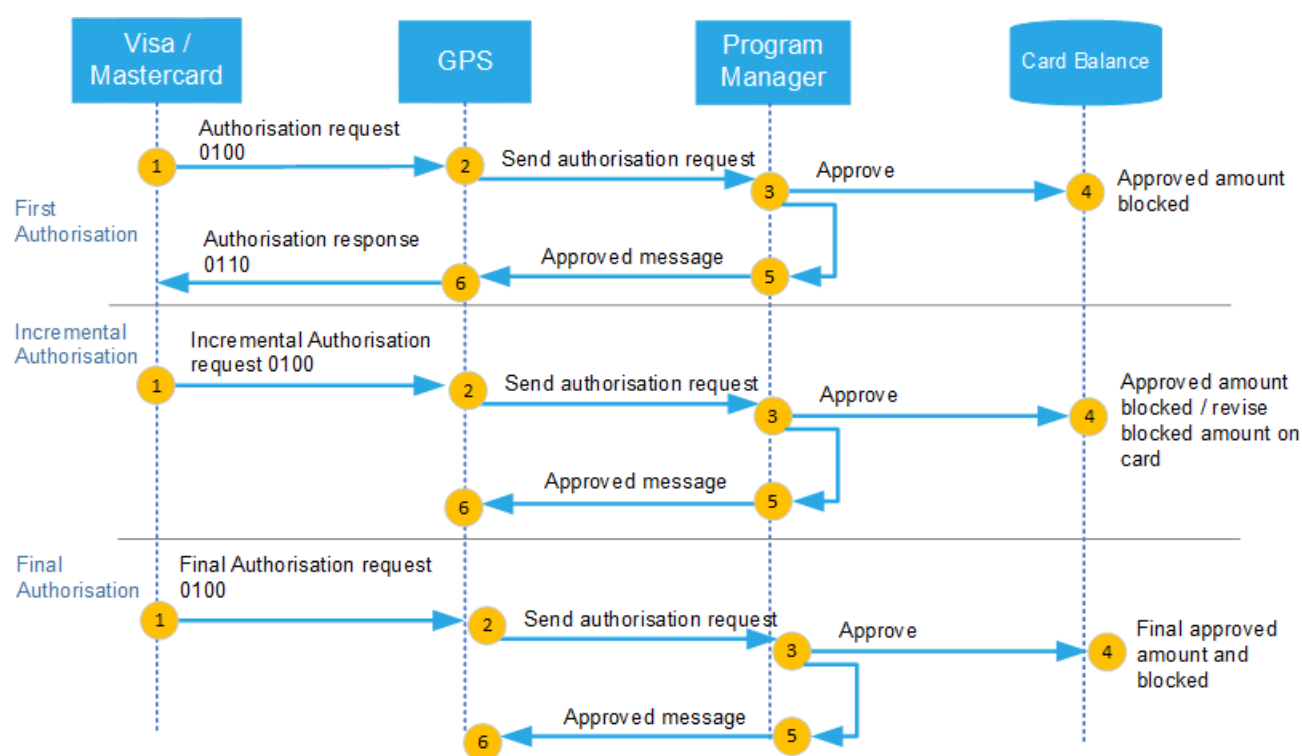 Visa /
Mastercard
GPS
Program
Manager
Card Balance
Authorisation request
0100
1
2
Send authorisation request
3
Approve
4
Approved amount
blocked
First
Authorisation
Authorisation response
0110
6
Approved message
5
Incremental
Authorisation
Incremental Authorisation
request 0100
1
2
Send authorisation request
3
Approve
4
Approved amount
blocked / revise
blocked amount on
card
Approved message
6
5
Final
Authorisation
Final Authorisation request
0100
1
2
Send authorisation request
3
Approve
4
Final approved
amount and
blocked
Approved message
6
5